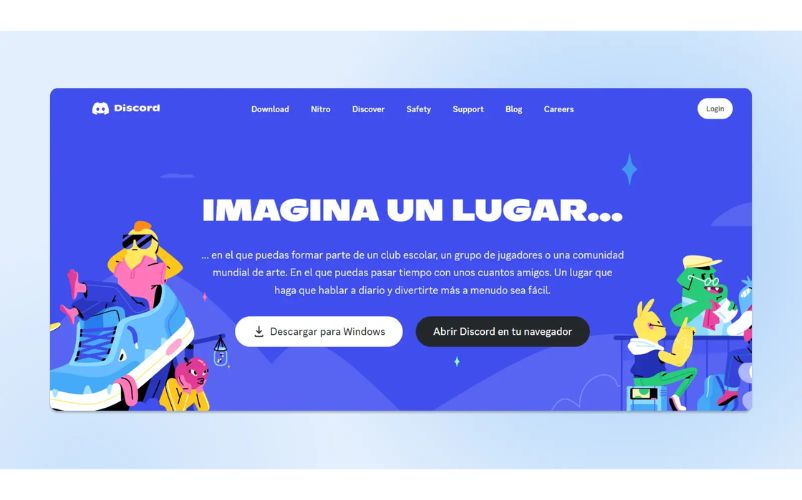 Discord
Download Nitro Discover Safety Support Blog Careers
Login
IMAGINA UN LUGAR...
... en el que puedas formar parte de un club escolar, un grupo de jugadores o una comunidad
mundial de arte. En el que puedas pasar tiempo con unos cuantos amigos. Un lugar que
haga que hablar a diario y divertirte más a menudo sea fácil.
Descargar para Windows
Abrir Discord en tu navegador